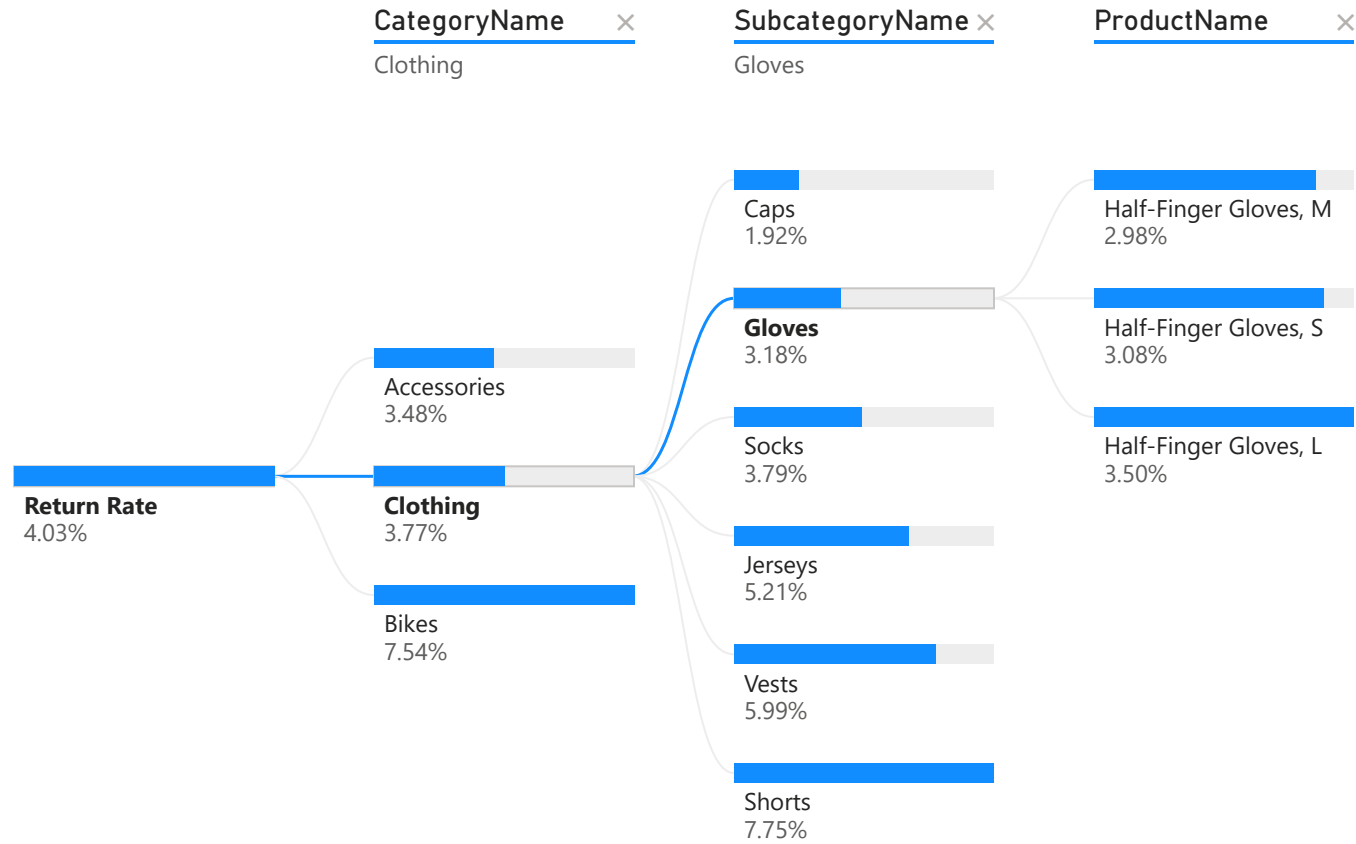 CategoryName ×
Clothing
SubcategoryName ×
Gloves
ProductName ×
Return Rate
4.03%
Accessories
3.48%
Clothing
3.77%
Bikes
7.54%
Caps
1.92%
Gloves
3.18%
Socks
3.79%
Jerseys
5.21%
Vests
5.99%
Shorts
7.75%
Half-Finger Gloves, M
2.98%
Half-Finger Gloves, S
3.08%
Half-Finger Gloves, L
3.50%